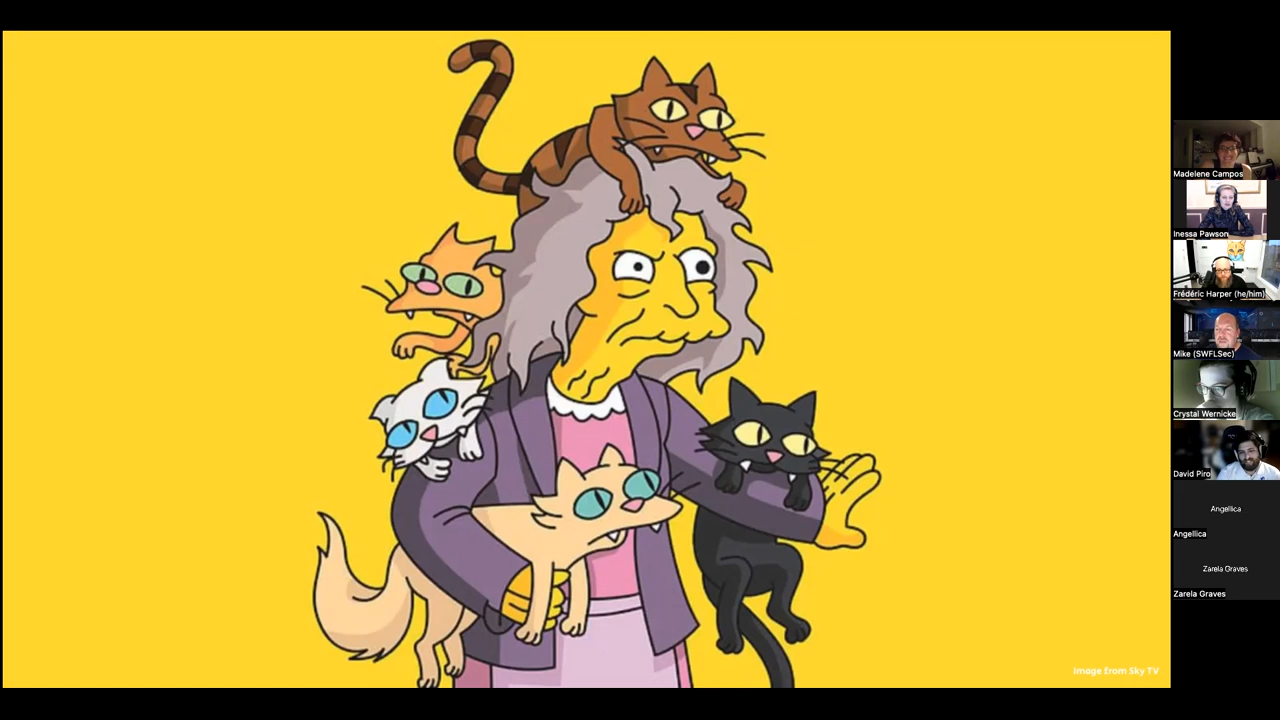 Madelene Campos
Inessa Pawson
Frédéric Harper (he/him)
Mike (SWFLSec)
Crystal Wernicke
David Piro
Angellica
Angellica
Zarela Graves
Zarela Graves
Image from Sky TV